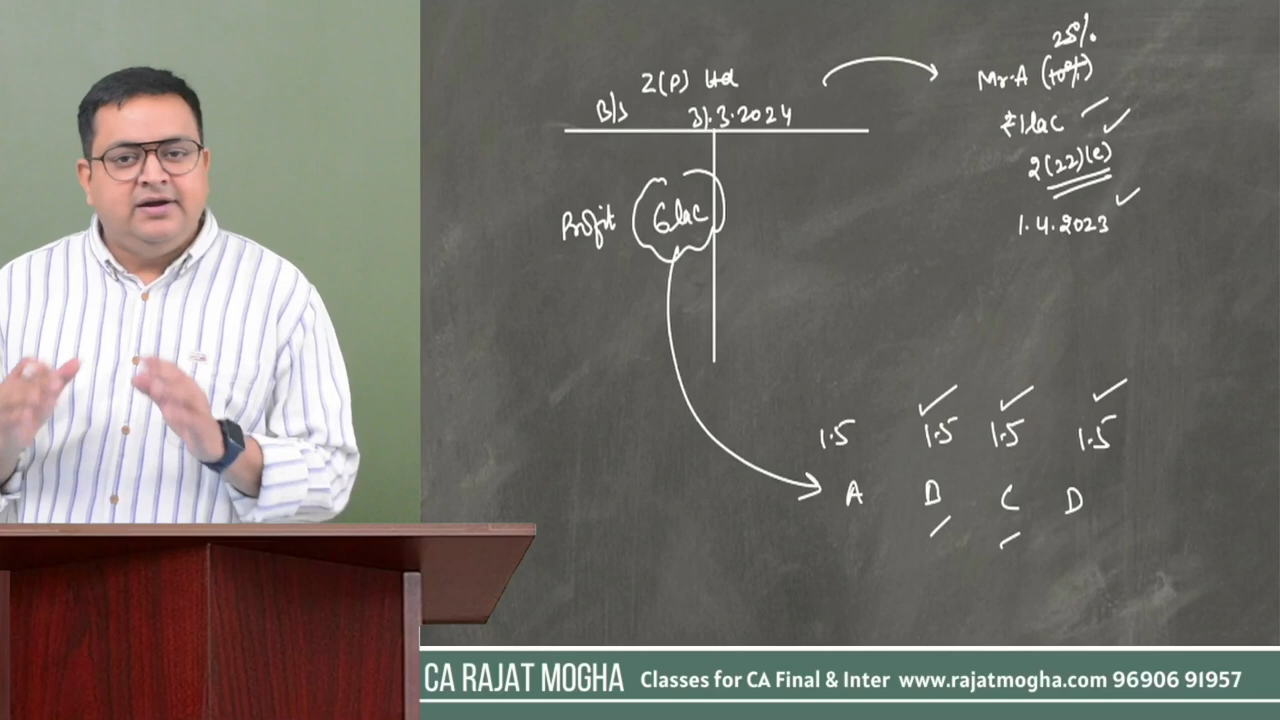 Z(P) Ltd
B/S 31.3.2024
Profit 6 lac
25%
Mr. A (10%)
₹1 lac
2(22)(e)
1.4.2023
1.5 1.5 1.5 1.5
A B C D
CA RAJAT MOGHA Classes for CA Final & Inter www.rajatmogha.com 96906 91957